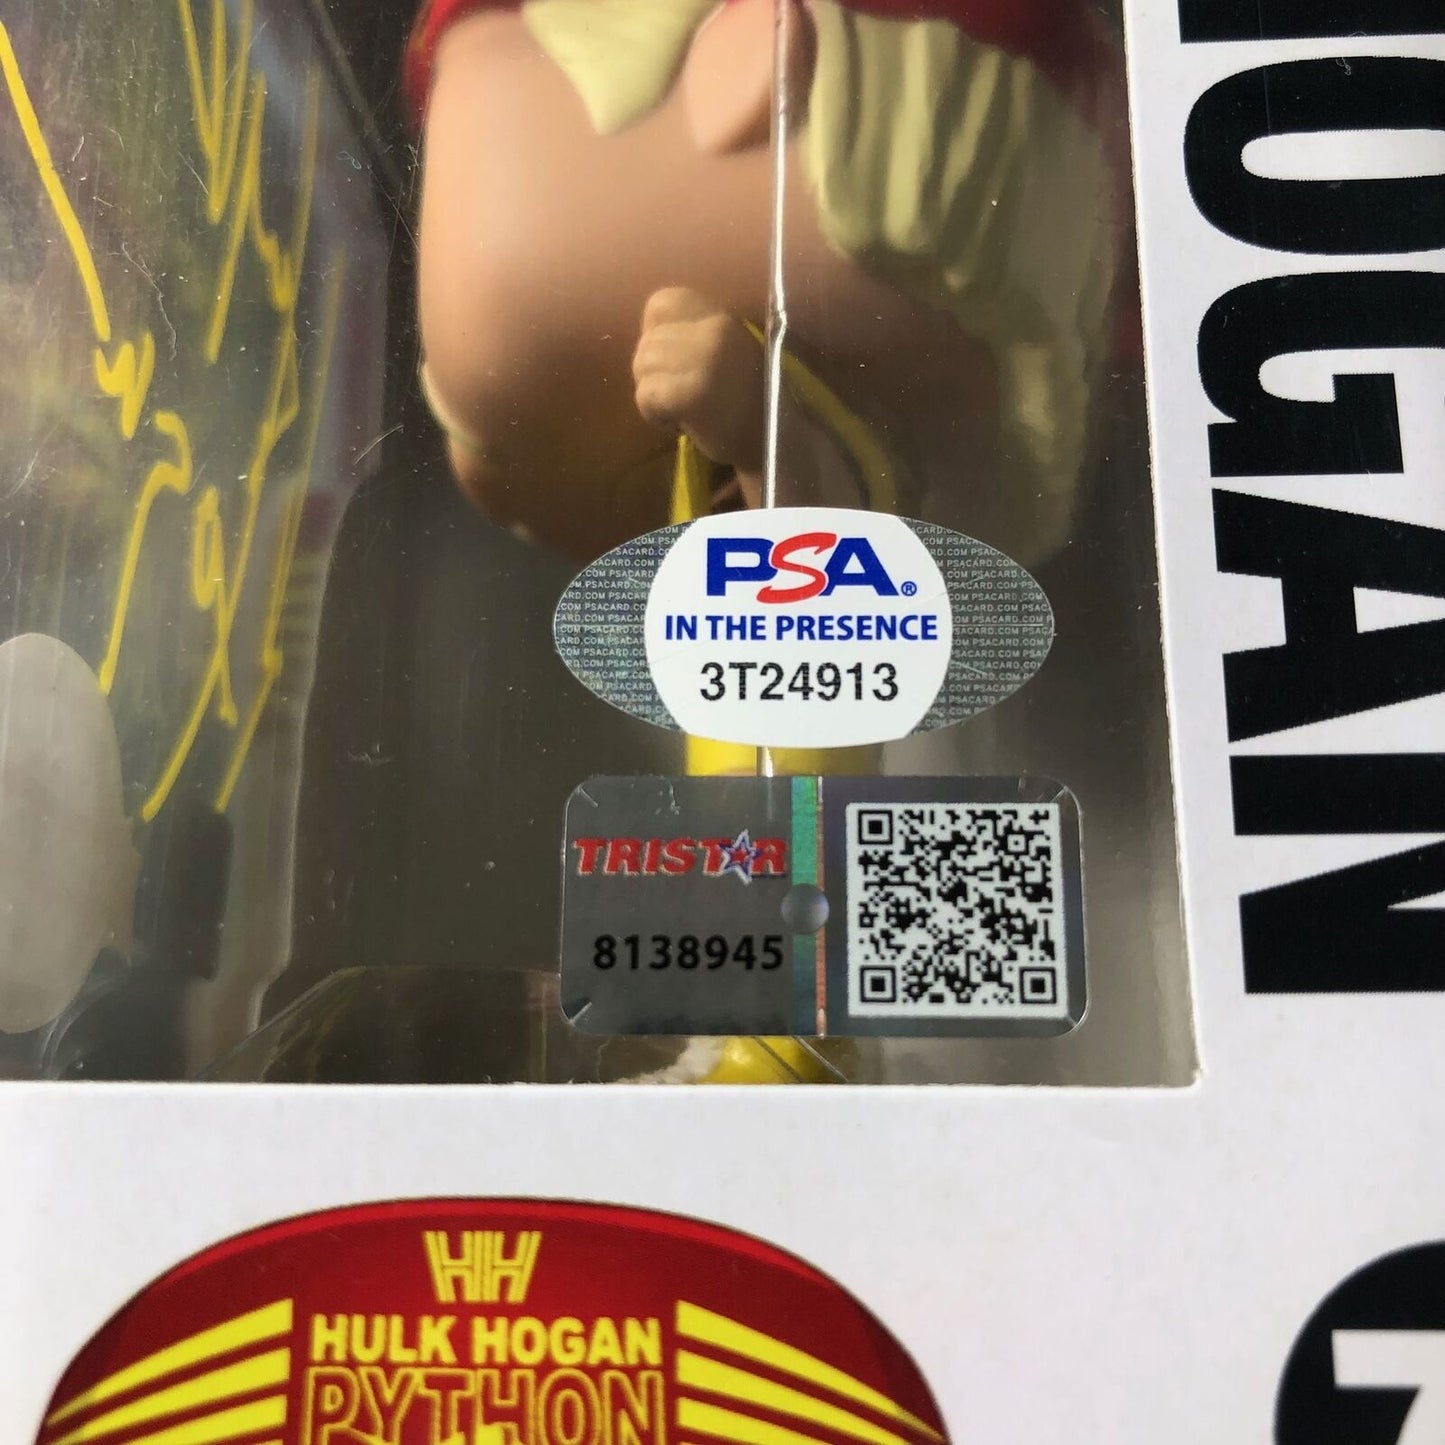 PSA®
IN THE PRESENCE
3T24913
TRISTAR
8138945
HOGAN
HH
HULK HOGAN
PYTHON